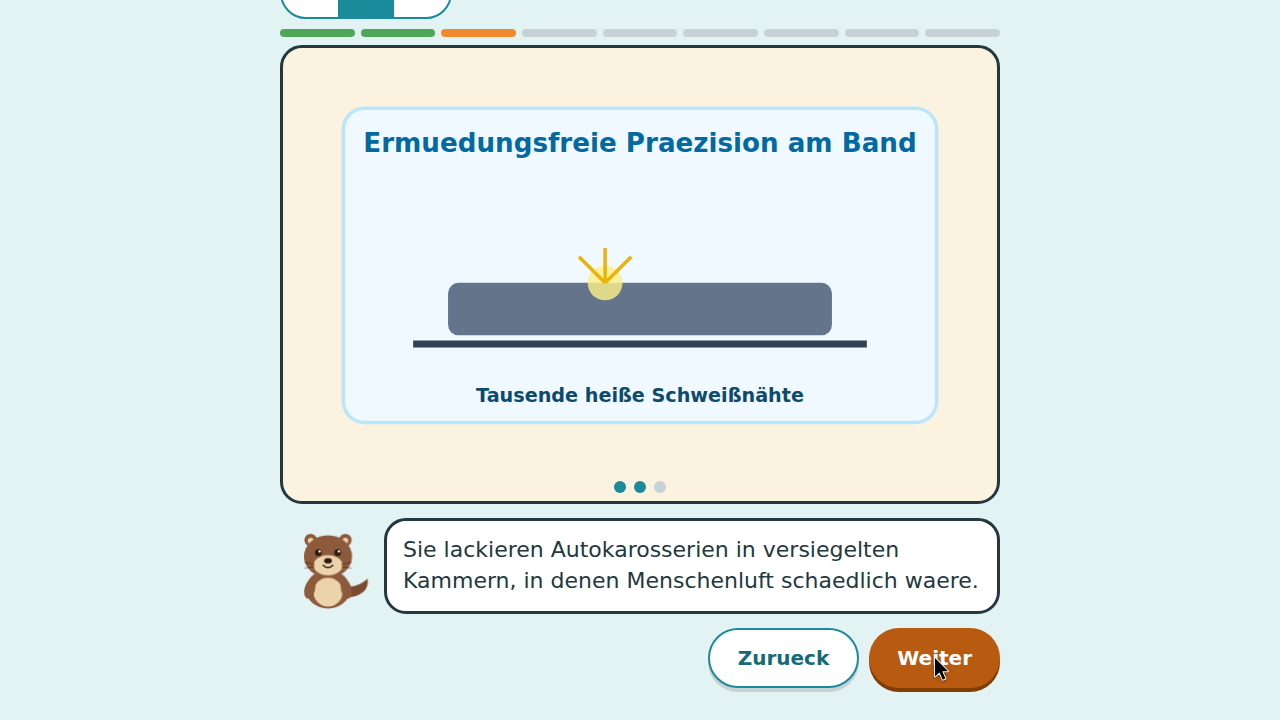 Ermuedungsfreie Praezision am Band
Tausende heiße Schweißnähte
Sie lackieren Autokarosserien in versiegelten
Kammern, in denen Menschenluft schaedlich waere.
Zurueck
Weiter